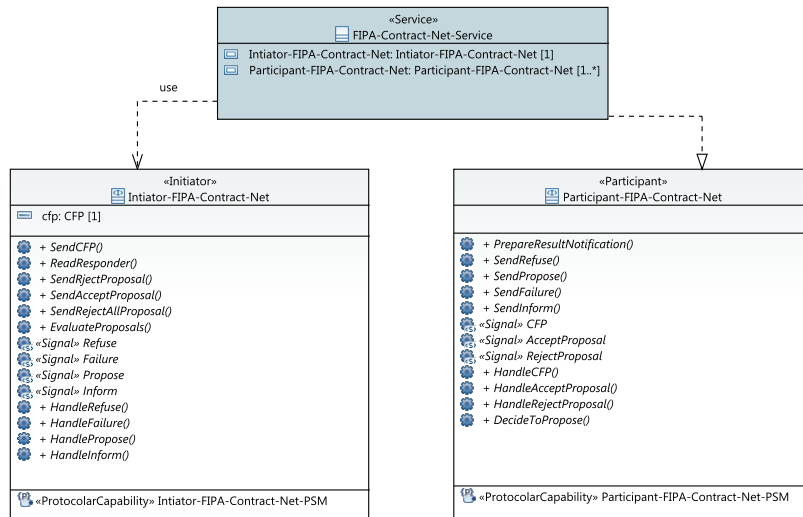 «Service»
FIPA-Contract-Net-Service
Intiator-FIPA-Contract-Net: Intiator-FIPA-Contract-Net [1]
Participant-FIPA-Contract-Net: Participant-FIPA-Contract-Net [1..*]
use
«Initiator»
Intiator-FIPA-Contract-Net
cfp: CFP [1]
+ SendCFP()
+ ReadResponder()
+ SendRjectProposal()
+ SendAcceptProposal()
+ SendRejectAllProposal()
+ EvaluateProposals()
«Signal» Refuse
«Signal» Failure
«Signal» Propose
«Signal» Inform
+ HandleRefuse()
+ HandleFailure()
+ HandlePropose()
+ HandleInform()
«ProtocolarCapability» Intiator-FIPA-Contract-Net-PSM
«Participant»
Participant-FIPA-Contract-Net
+ PrepareResultNotification()
+ SendRefuse()
+ SendPropose()
+ SendFailure()
+ SendInform()
«Signal» CFP
«Signal» AcceptProposal
«Signal» RejectProposal
+ HandleCFP()
+ HandleAcceptProposal()
+ HandleRejectProposal()
+ DecideToPropose()
«ProtocolarCapability» Participant-FIPA-Contract-Net-PSM